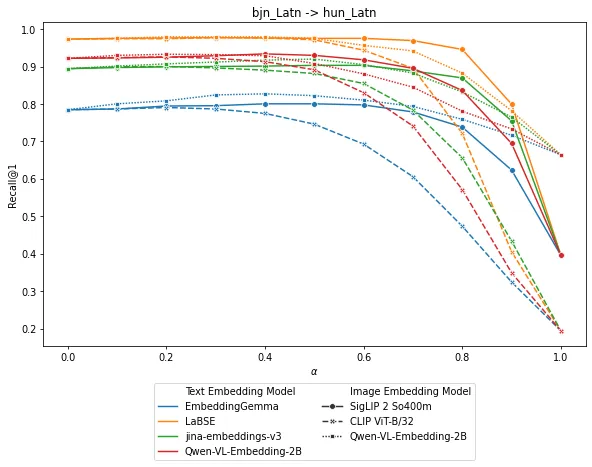 bjn_Latn -> hun_Latn
Recall@1
1.0
0.9
0.8
0.7
0.6
0.5
0.4
0.3
0.2
0.0 0.2 0.4 0.6 0.8 1.0
α
Text Embedding Model Image Embedding Model
EmbeddingGemma SigLIP 2 So400m
LaBSE CLIP ViT-B/32
jina-embeddings-v3 Qwen-VL-Embedding-2B
Qwen-VL-Embedding-2B